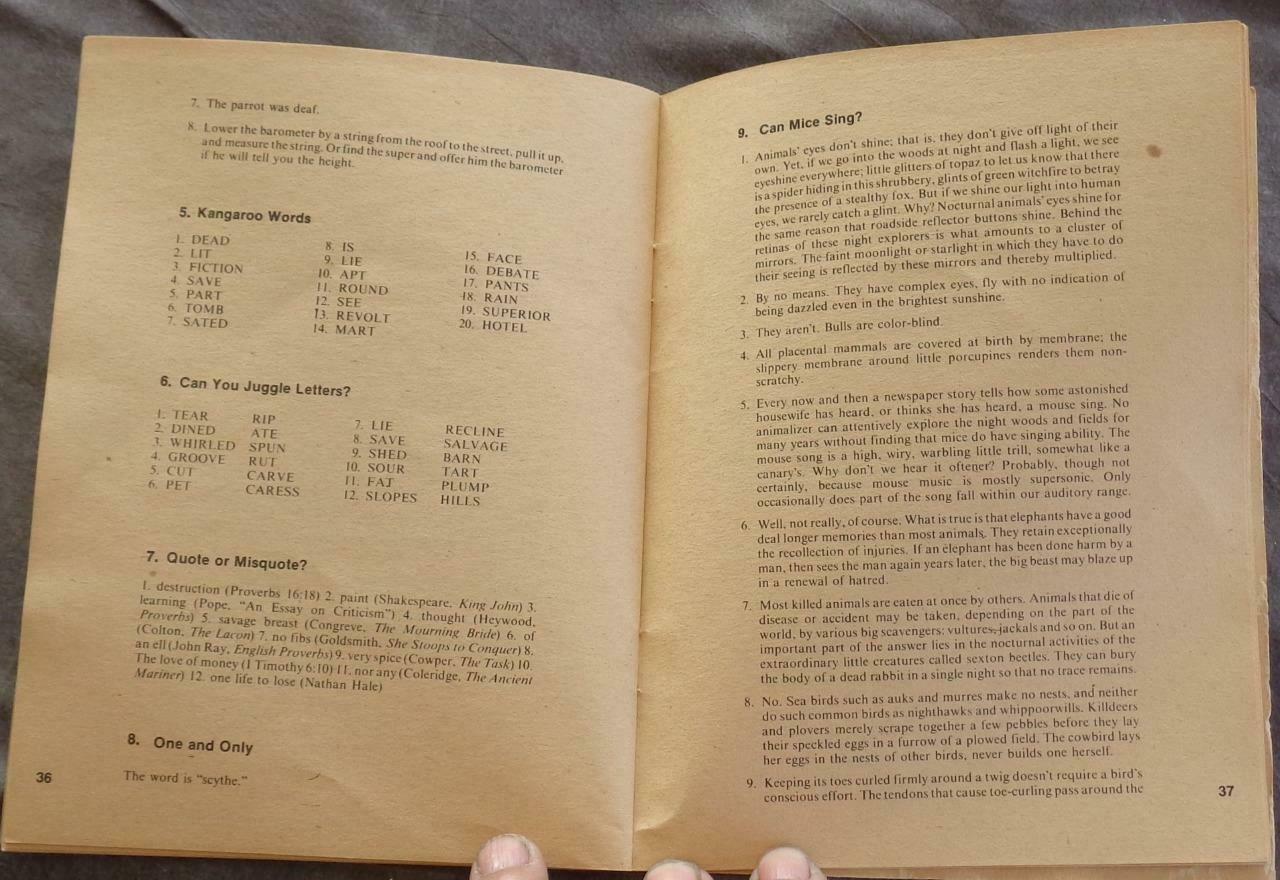 7. The parrot was deaf.
8. Lower the barometer by a string from the roof to the street, pull it up,
and measure the string. Or find the super and offer him the barometer
if he will tell you the height.
5. Kangaroo Words
1. DEAD
2. LIT
3. FICTION
4. SAVE
5. PART
6. TOMB
7. SATED
8. IS
9. LIE
10. APT
11. ROUND
12. SEE
13. REVOLT
14. MART
15. FACE
16. DEBATE
17. PANTS
18. RAIN
19. SUPERIOR
20. HOTEL
6. Can You Juggle Letters?
1. TEAR RIP
2. DINED ATE
3. WHIRLED SPUN
4. GROOVE RUT
5. CUT CARVE
6. PET CARESS
7. LIE RECLINE
8. SAVE SALVAGE
9. SHED BARN
10. SOUR TART
11. FAT PLUMP
12. SLOPES HILLS
7. Quote or Misquote?
1. destruction (Proverbs 16:18) 2. paint (Shakespeare, King John) 3.
learning (Pope, "An Essay on Criticism") 4. thought (Heywood,
Proverbs) 5. savage breast (Congreve, The Mourning Bride) 6. of
(Colton, The Lacon) 7. no fibs (Goldsmith, She Stoops to Conquer) 8.
an ell (John Ray, English Proverbs) 9. very spice (Cowper, The Task) 10.
The love of money (1 Timothy 6:10) 11. nor any (Coleridge, The Ancient
Mariner) 12. one life to lose (Nathan Hale)
8. One and Only
The word is "scythe."
36
9. Can Mice Sing?
1. Animals' eyes don't shine; that is, they don't give off light of their
own. Yet, if we go into the woods at night and flash a light, we see
eyeshine everywhere; little glitters of topaz to let us know that there
is a spider hiding in this shrubbery, glints of green witchfire to betray
the presence of a stealthy fox. But if we shine our light into human
eyes, we rarely catch a glint. Why? Nocturnal animals' eyes shine for
the same reason that roadside reflector buttons shine. Behind the
retinas of these night explorers is what amounts to a cluster of
mirrors. The faint moonlight or starlight in which they have to do
their seeing is reflected by these mirrors and thereby multiplied.
2. By no means. They have complex eyes, fly with no indication of
being dazzled even in the brightest sunshine.
3. They aren't. Bulls are color-blind.
4. All placental mammals are covered at birth by membrane; the
slippery membrane around little porcupines renders them non-
scratchy.
5. Every now and then a newspaper story tells how some astonished
housewife has heard, or thinks she has heard, a mouse sing. No
animalizer can attentively explore the night woods and fields for
many years without finding that mice do have singing ability. The
mouse song is a high, wiry, warbling little trill, somewhat like a
canary's. Why don't we hear it oftener? Probably, though not
certainly, because mouse music is mostly supersonic. Only
occasionally does part of the song fall within our auditory range.
6. Well, not really, of course. What is true is that elephants have a good
deal longer memories than most animals. They retain exceptionally
the recollection of injuries. If an elephant has been done harm by a
man, then sees the man again years later, the big beast may blaze up
in a renewal of hatred.
7. Most killed animals are eaten at once by others. Animals that die of
disease or accident may be taken, depending on the part of the
world, by various big scavengers: vultures, jackals and so on. But an
important part of the answer lies in the nocturnal activities of the
extraordinary little creatures called sexton beetles. They can bury
the body of a dead rabbit in a single night so that no trace remains.
8. No. Sea birds such as auks and murres make no nests, and neither
do such common birds as nighthawks and whippoorwills. Killdeers
and plovers merely scrape together a few pebbles before they lay
their speckled eggs in a furrow of a plowed field. The cowbird lays
her eggs in the nests of other birds, never builds one herself.
9. Keeping its toes curled firmly around a twig doesn't require a bird's
conscious effort. The tendons that cause toe-curling pass around the
37